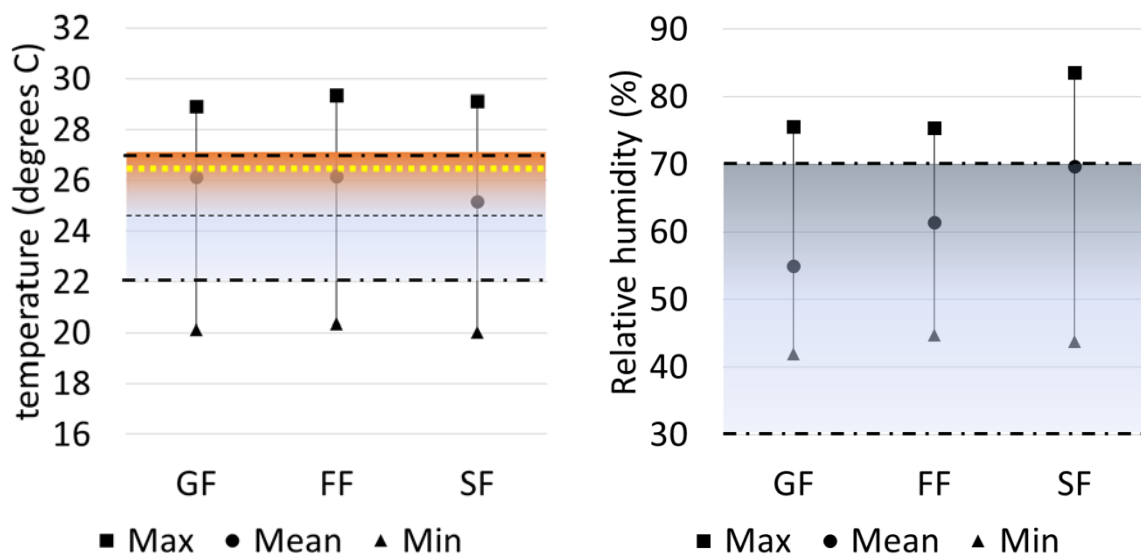 temperature (degrees C)
32
30
28
26
24
22
20
18
16
GF FF SF
■ Max ● Mean ▲ Min
Relative humidity (%)
90
80
70
60
50
40
30
GF FF SF
■ Max ● Mean ▲ Min